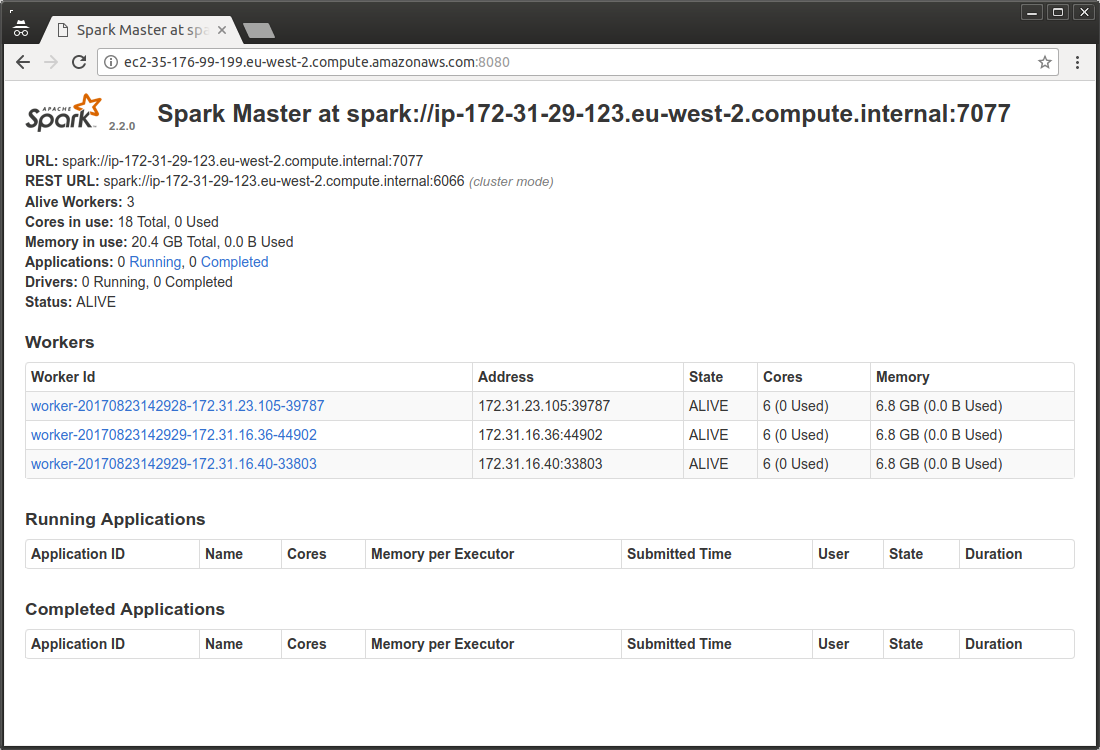 Spark Master at spa
ec2-35-176-99-199.eu-west-2.compute.amazonaws.com:8080
APACHE
Spark™ 2.2.0 Spark Master at spark://ip-172-31-29-123.eu-west-2.compute.internal:7077
URL: spark://ip-172-31-29-123.eu-west-2.compute.internal:7077
REST URL: spark://ip-172-31-29-123.eu-west-2.compute.internal:6066 (cluster mode)
Alive Workers: 3
Cores in use: 18 Total, 0 Used
Memory in use: 20.4 GB Total, 0.0 B Used
Applications: 0 Running, 0 Completed
Drivers: 0 Running, 0 Completed
Status: ALIVE
Workers
Worker Id Address State Cores Memory
worker-20170823142928-172.31.23.105-39787 172.31.23.105:39787 ALIVE 6 (0 Used) 6.8 GB (0.0 B Used)
worker-20170823142929-172.31.16.36-44902 172.31.16.36:44902 ALIVE 6 (0 Used) 6.8 GB (0.0 B Used)
worker-20170823142929-172.31.16.40-33803 172.31.16.40:33803 ALIVE 6 (0 Used) 6.8 GB (0.0 B Used)
Running Applications
Application ID Name Cores Memory per Executor Submitted Time User State Duration
Completed Applications
Application ID Name Cores Memory per Executor Submitted Time User State Duration